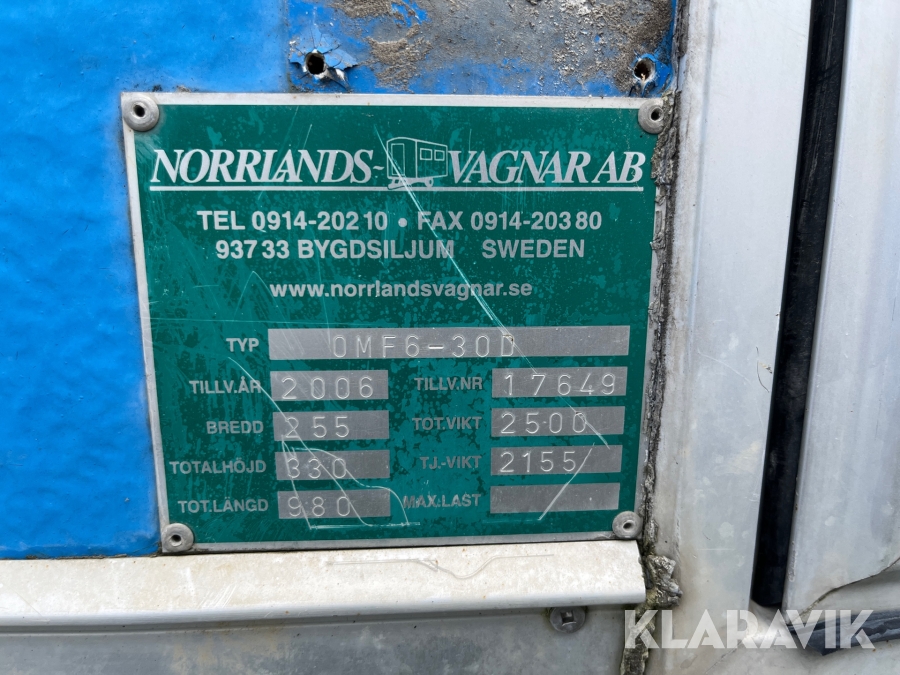 NORRLANDS- VAGNAR AB
TEL 0914-202 10 • FAX 0914-203 80
937 33 BYGDSILJUM SWEDEN
www.norrlandsvagnar.se
TYP OMF6-30D
TILLV.ÅR 2006 TILLV.NR 17649
BREDD 255 TOT.VIKT 2500
TOTALHÖJD 330 TJ.-VIKT 2155
TOT.LÄNGD 980 MAX.LAST
KLARAVIK